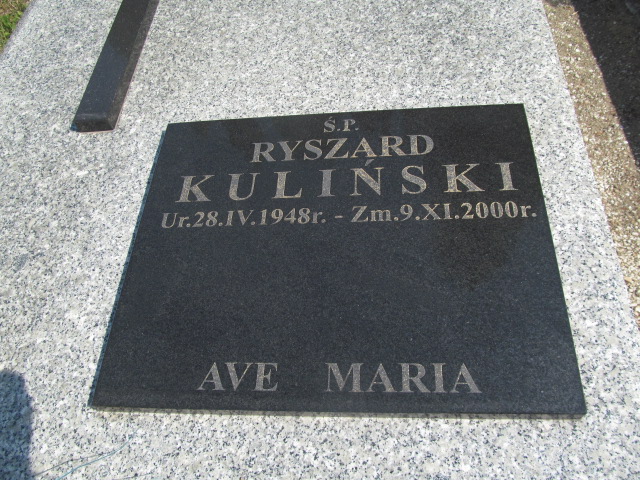 Ś.P.
RYSZARD
KULIŃSKI
Ur.28.IV.1948r. - Zm.9.XI.2000r.
AVE MARIA